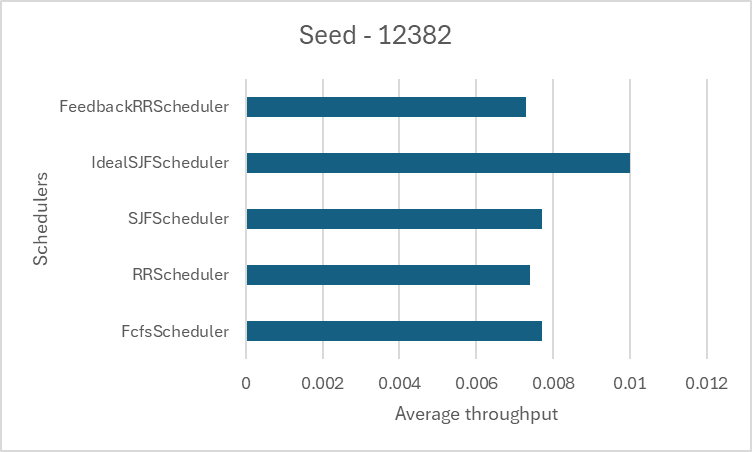 Seed - 12382
Schedulers
FeedbackRRScheduler
IdealSJFScheduler
SJFScheduler
RRScheduler
FcfsScheduler
0 0.002 0.004 0.006 0.008 0.01 0.012
Average throughput